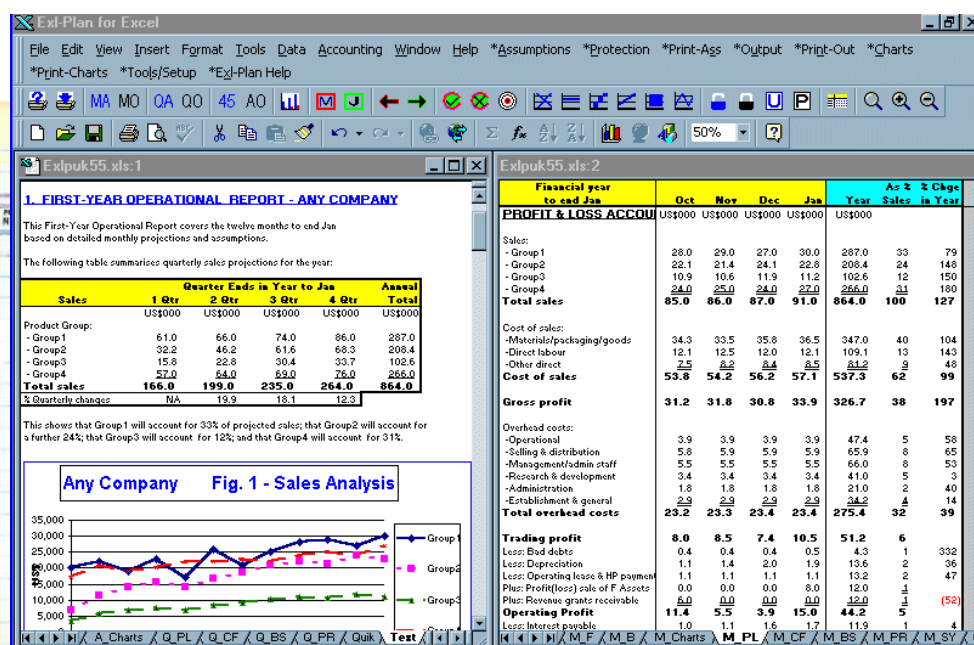 Exl-Plan for Excel
File Edit View Insert Format Tools Data Accounting Window Help *Assumptions *Protection *Print-Ass *Output *Print-Out *Charts
*Print-Charts *Tools/Setup *Exl-Plan Help
MA MO QA QO 45 AO M J U P
50%
Exlpuk55.xls:1
1. FIRST-YEAR OPERATIONAL REPORT - ANY COMPANY
This First-Year Operational Report covers the twelve months to end Jan
based on detailed monthly projections and assumptions.
The following table summarises quarterly sales projections for the year:
Quarter Ends in Year to Jan Annual
Sales 1 Qtr 2 Qtr 3 Qtr 4 Qtr Total
US$000 US$000 US$000 US$000 US$000
Product Group:
- Group1 61.0 66.0 74.0 86.0 287.0
- Group2 32.2 46.2 61.6 68.3 208.4
- Group3 15.8 22.8 30.4 33.7 102.6
- Group4 57.0 64.0 69.0 76.0 266.0
Total sales 166.0 199.0 235.0 264.0 864.0
% Quarterly changes NA 19.9 18.1 12.3
This shows that Group1 will account for 33% of projected sales; that Group2 will account for
a further 24%; that Group3 will account for 12%; and that Group4 will account for 31%.
Any Company Fig. 1 - Sales Analysis
35,000
30,000
25,000
20,000
15,000
10,000
5,000
US$
Group1
Group2
Group3
A_Charts Q_PL Q_CF Q_BS Q_PR Quik Text
Exlpuk55.xls:2
Financial year As % % Chge
to end Jan Oct Nov Dec Jan Year Sales in Year
PROFIT & LOSS ACCOU US$000 US$000 US$000 US$000 US$000
Sales:
- Group1 28.0 29.0 27.0 30.0 287.0 33 79
- Group2 22.1 21.4 24.1 22.8 208.4 24 148
- Group3 10.9 10.6 11.9 11.2 102.6 12 150
- Group4 24.0 25.0 24.0 27.0 266.0 31 180
Total sales 85.0 86.0 87.0 91.0 864.0 100 127
Cost of sales:
-Materials/packaging/goods 34.3 33.5 35.8 36.5 347.0 40 104
-Direct labour 12.1 12.5 12.0 12.1 109.1 13 143
-Other direct 7.5 8.2 8.4 8.5 81.2 9 48
Cost of sales 53.8 54.2 56.2 57.1 537.3 62 99
Gross profit 31.2 31.8 30.8 33.9 326.7 38 197
Overhead costs:
-Operational 3.9 3.9 3.9 3.9 47.4 5 58
-Selling & distribution 5.8 5.9 5.9 5.9 65.9 8 65
-Management/admin staff 5.5 5.5 5.5 5.5 66.0 8 53
-Research & development 3.4 3.4 3.4 3.4 41.0 5 3
-Administration 1.8 1.8 1.8 1.8 21.0 2 40
-Establishment & general 2.9 2.9 2.9 2.9 34.2 4 14
Total overhead costs 23.2 23.3 23.4 23.4 275.4 32 39
Trading profit 8.0 8.5 7.4 10.5 51.2 6
Less: Bad debts 0.4 0.4 0.4 0.5 4.3 1 332
Less: Depreciation 1.1 1.4 2.0 1.9 13.6 2 36
Less: Operating lease & HP paymen 1.1 1.1 1.1 1.1 13.2 2 47
Plus: Profit(loss) sale of F Assets 0.0 0.0 0.0 8.0 12.0 1
Plus: Revenue grants receivable 6.0 0.0 0.0 0.0 12.0 1 (52)
Operating Profit 11.4 5.5 3.9 15.0 44.2 5
Less: Interest payable 1.0 1.1 1.6 1.7 11.9 1 4
M_F M_B M_Charts M_PL M_CF M_BS M_PR M_SY